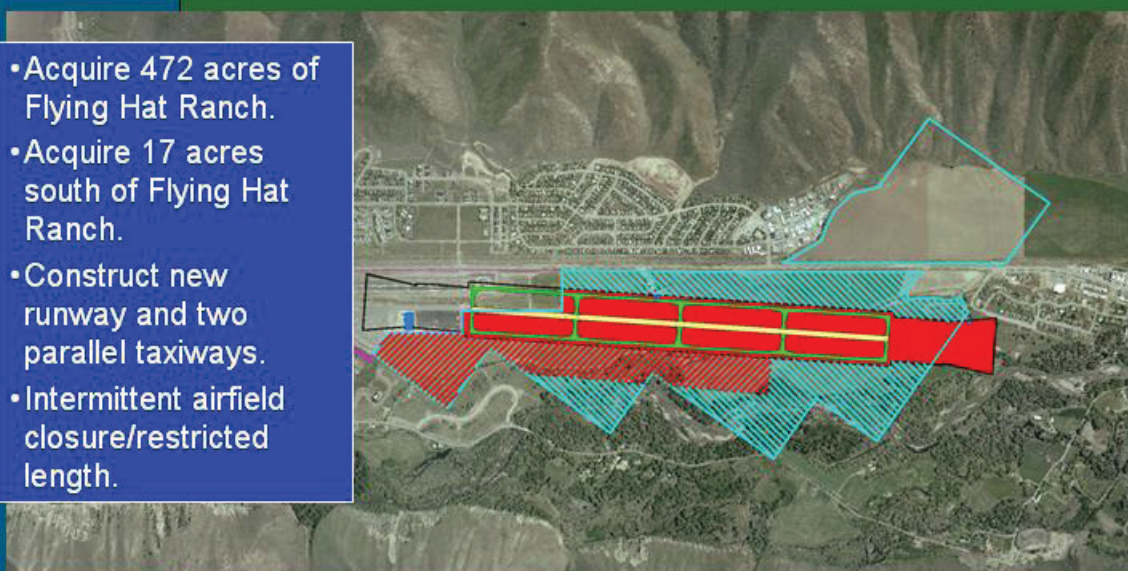 •Acquire 472 acres of
Flying Hat Ranch.
•Acquire 17 acres
south of Flying Hat
Ranch.
•Construct new
runway and two
parallel taxiways.
•Intermittent airfield
closure/restricted
length.